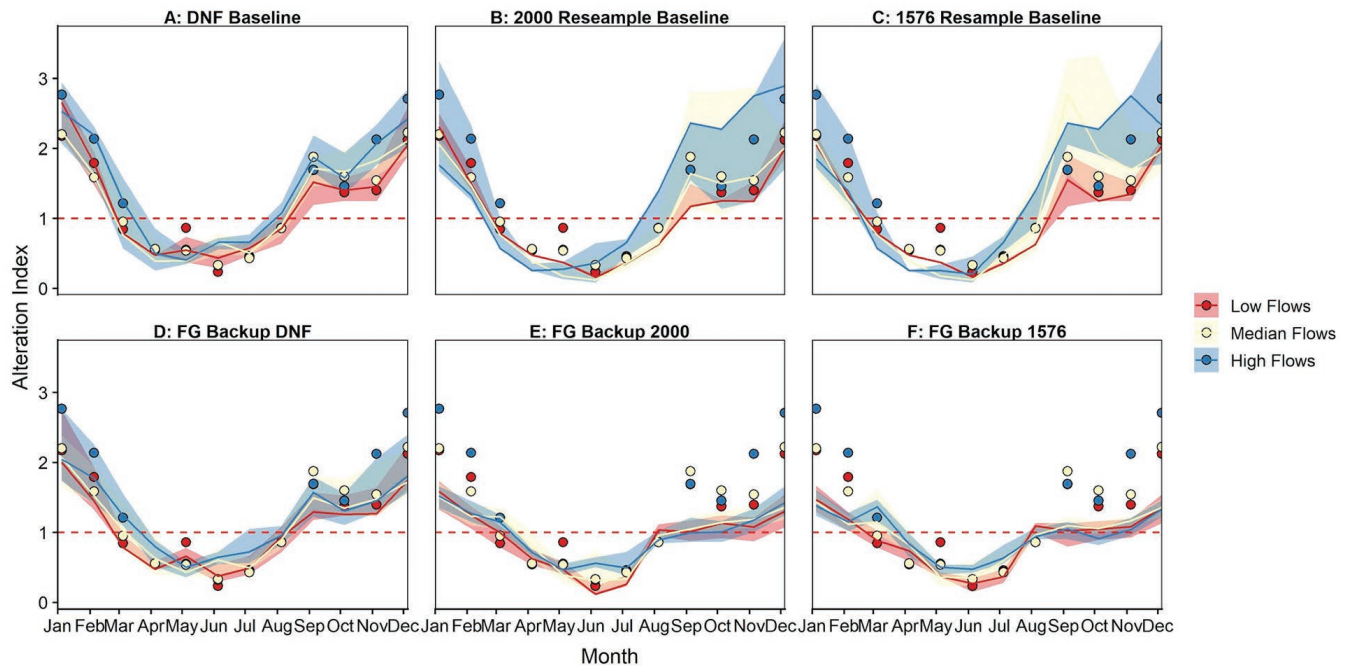 A: DNF Baseline
B: 2000 Reseample Baseline
C: 1576 Resample Baseline
3
2
1
0
Alteration Index
D: FG Backup DNF
E: FG Backup 2000
F: FG Backup 1576
3
2
1
0
Low Flows
Median Flows
High Flows
Jan Feb Mar Apr May Jun Jul Aug Sep Oct Nov Dec
Jan Feb Mar Apr May Jun Jul Aug Sep Oct Nov Dec
Jan Feb Mar Apr May Jun Jul Aug Sep Oct Nov Dec
Month